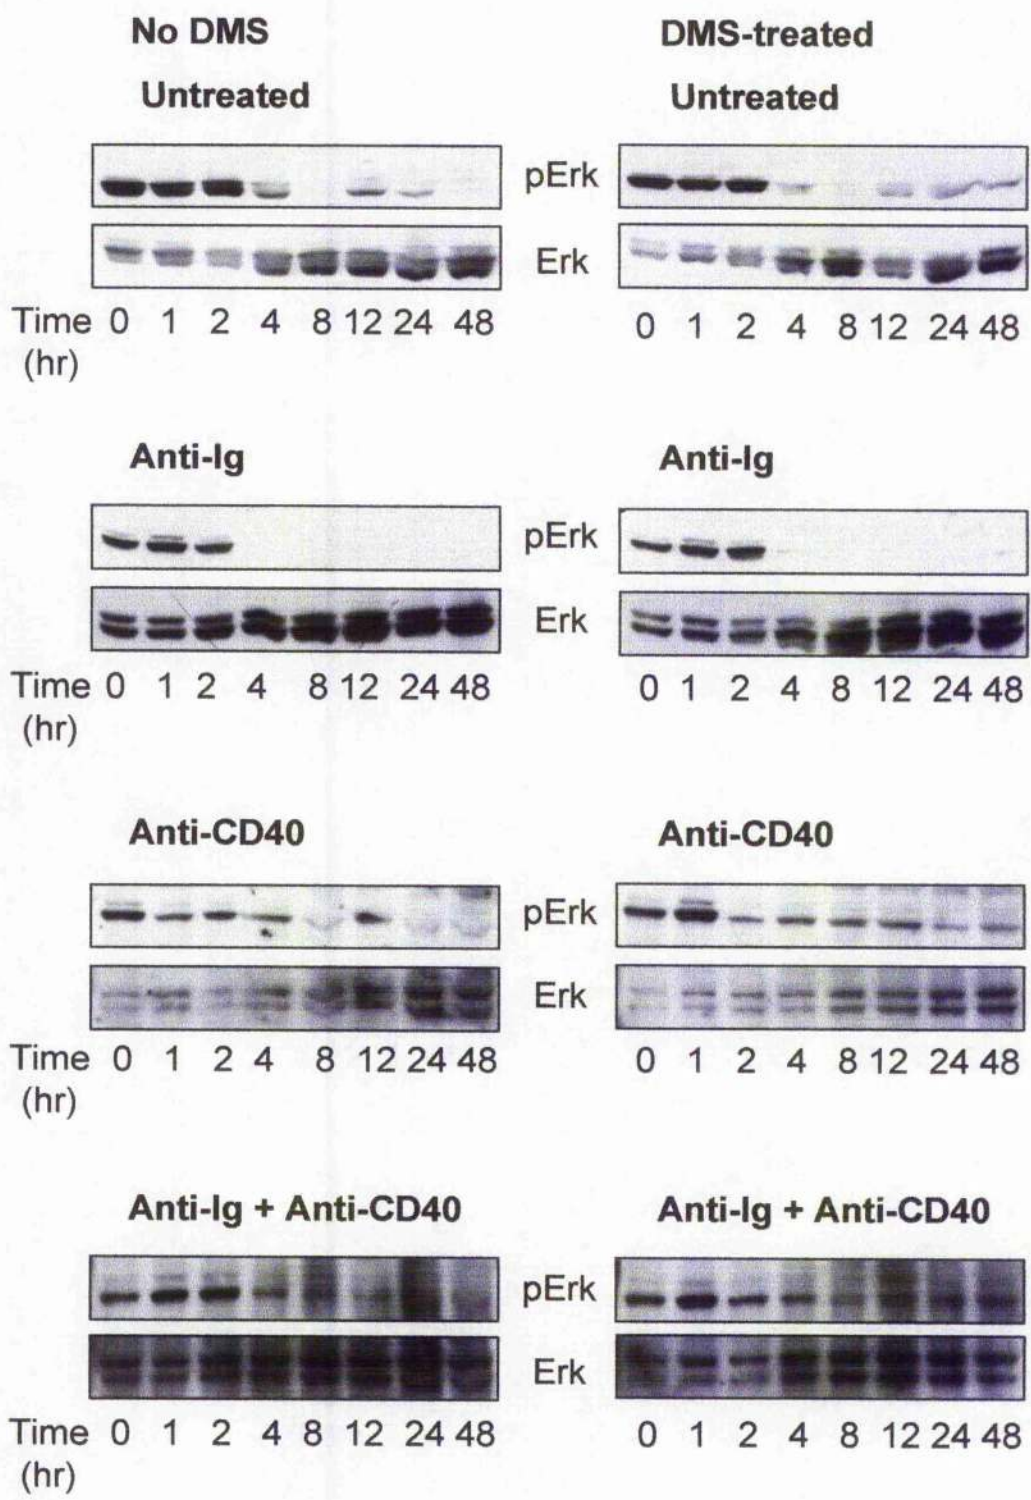 No DMS
DMS-treated
Untreated
Untreated
pErk
Erk
Time 0 1 2 4 8 12 24 48
(hr)
0 1 2 4 8 12 24 48
Anti-Ig
Anti-Ig
pErk
Erk
Time 0 1 2 4 8 12 24 48
(hr)
0 1 2 4 8 12 24 48
Anti-CD40
Anti-CD40
pErk
Erk
Time 0 1 2 4 8 12 24 48
(hr)
0 1 2 4 8 12 24 48
Anti-Ig + Anti-CD40
Anti-Ig + Anti-CD40
pErk
Erk
Time 0 1 2 4 8 12 24 48
(hr)
0 1 2 4 8 12 24 48